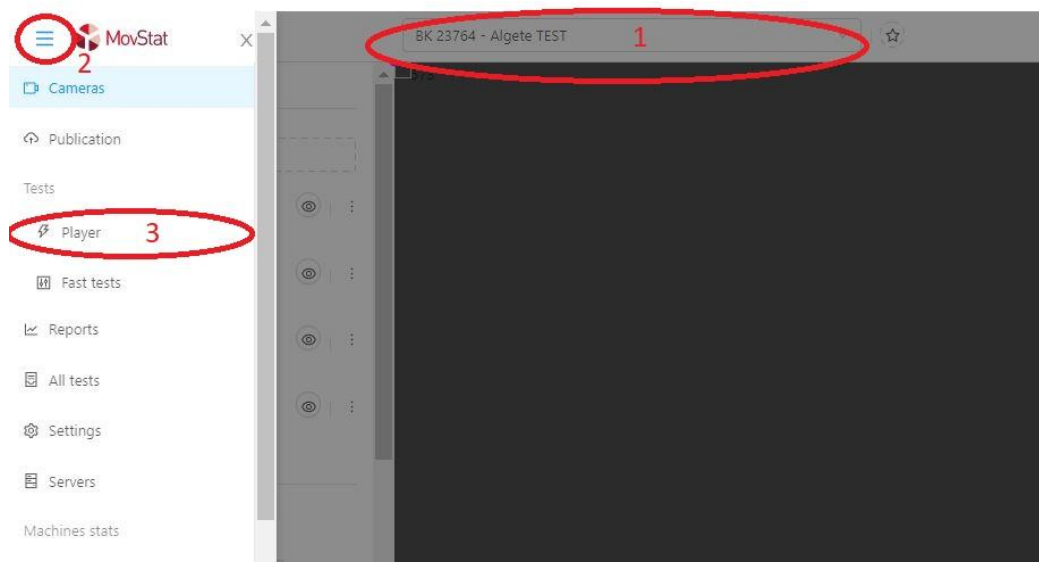 MovStat
X
BK 23764 - Algete TEST
1
2
Cameras
Publication
Tests
Player
3
Fast tests
Reports
All tests
Settings
Servers
Machines stats